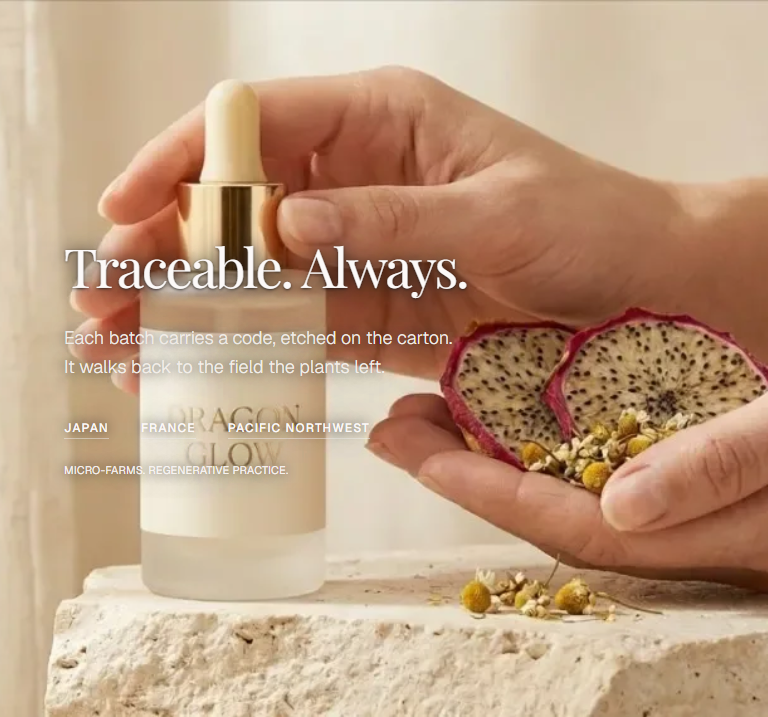 Traceable. Always.
Each batch carries a code, etched on the carton.
It walks back to the field the plants left.
JAPAN FRANCE PACIFIC NORTHWEST
DRAGON
GLOW
MICRO-FARMS. REGENERATIVE PRACTICE.